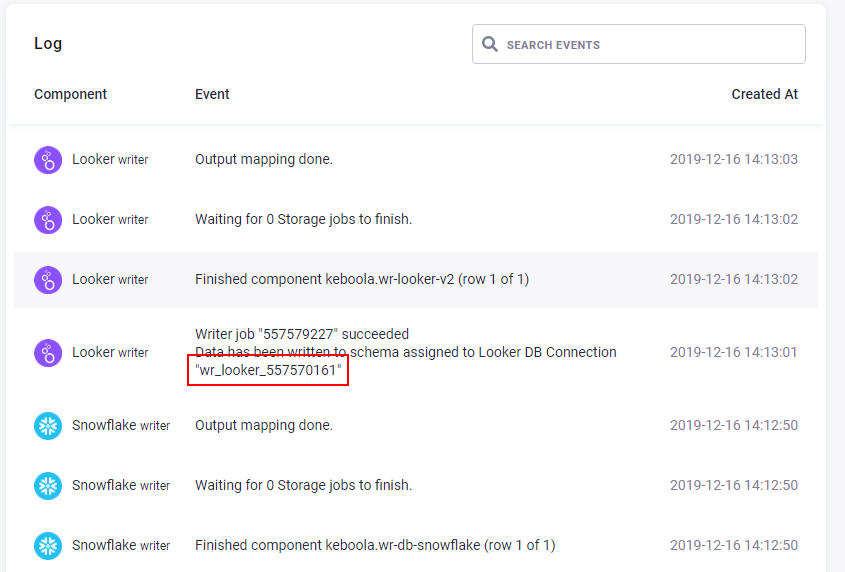 Log
SEARCH EVENTS
Component Event Created At
Looker writer Output mapping done. 2019-12-16 14:13:03
Looker writer Waiting for 0 Storage jobs to finish. 2019-12-16 14:13:02
Looker writer Finished component keboola.wr-looker-v2 (row 1 of 1) 2019-12-16 14:13:02
Writer job "557579227" succeeded
Looker writer Data has been written to schema assigned to Looker DB Connection 2019-12-16 14:13:01
"wr_looker_557570161"
Snowflake writer Output mapping done. 2019-12-16 14:12:50
Snowflake writer Waiting for 0 Storage jobs to finish. 2019-12-16 14:12:50
Snowflake writer Finished component keboola.wr-db-snowflake (row 1 of 1) 2019-12-16 14:12:50